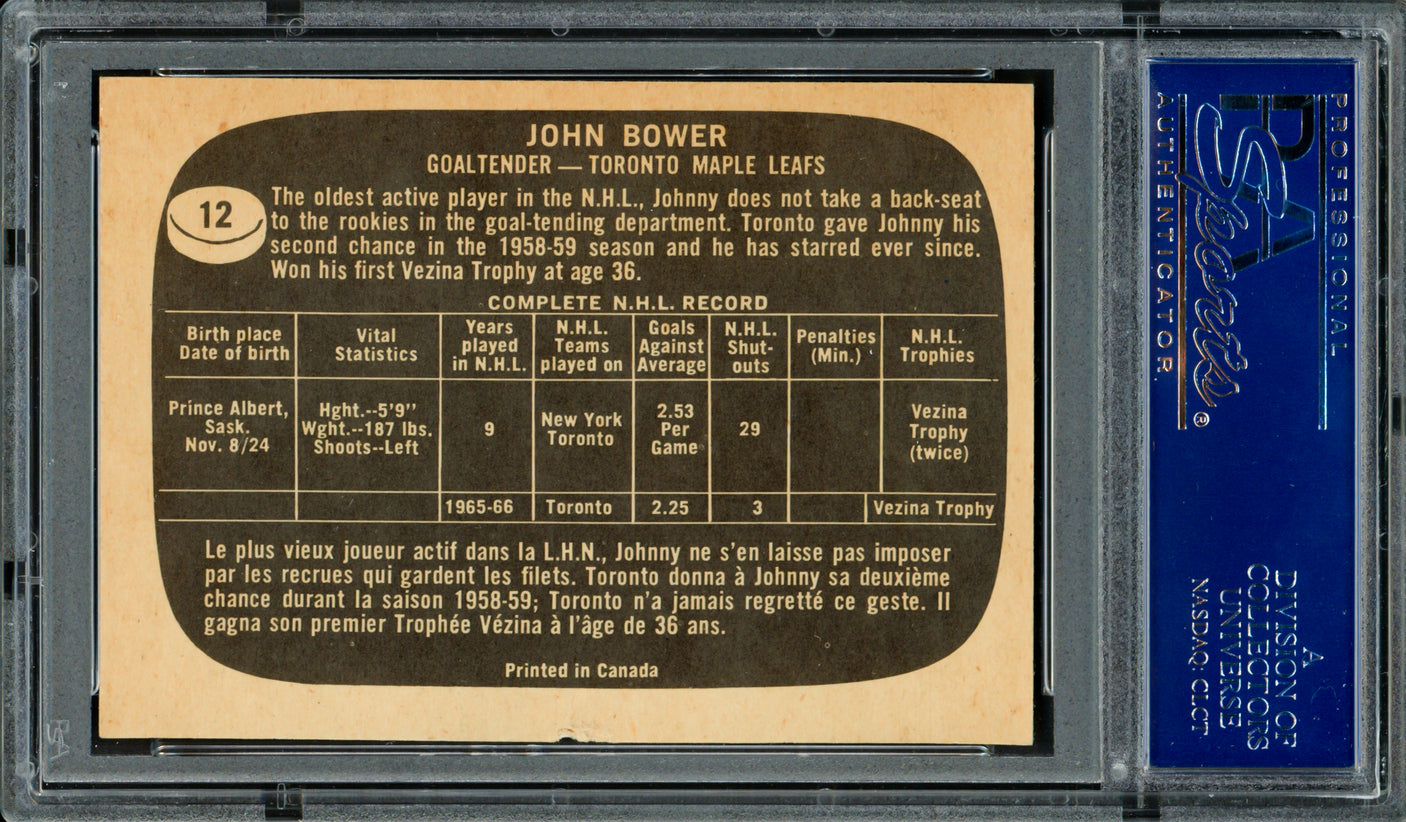 JOHN BOWER
GOALTENDER — TORONTO MAPLE LEAFS
12
The oldest active player in the N.H.L., Johnny does not take a back-seat
to the rookies in the goal-tending department. Toronto gave Johnny his
second chance in the 1958-59 season and he has starred ever since.
Won his first Vezina Trophy at age 36.
COMPLETE N.H.L. RECORD
Birth place
Date of birth
Vital
Statistics
Years
played
in N.H.L.
N.H.L.
Teams
played on
Goals
Against
Average
N.H.L.
Shut-
outs
Penalties
(Min.)
N.H.L.
Trophies
Prince Albert,
Sask.
Nov. 8/24
Hght.--5'9''
Wght.--187 lbs.
Shoots--Left
9
New York
Toronto
2.53
Per
Game
29
Vezina
Trophy
(twice)
1965-66
Toronto
2.25
3
Vezina Trophy
Le plus vieux joueur actif dans la L.H.N., Johnny ne s'en laisse pas imposer
par les recrues qui gardent les filets. Toronto donna à Johnny sa deuxième
chance durant la saison 1958-59; Toronto n'a jamais regretté ce geste. Il
gagna son premier Trophée Vézina à l'âge de 36 ans.
Printed in Canada
PROFESSIONAL
PSA
Sports
®
AUTHENTICATOR
A
DIVISION OF
COLLECTORS
UNIVERSE
NASDAQ: CLCT
PSA